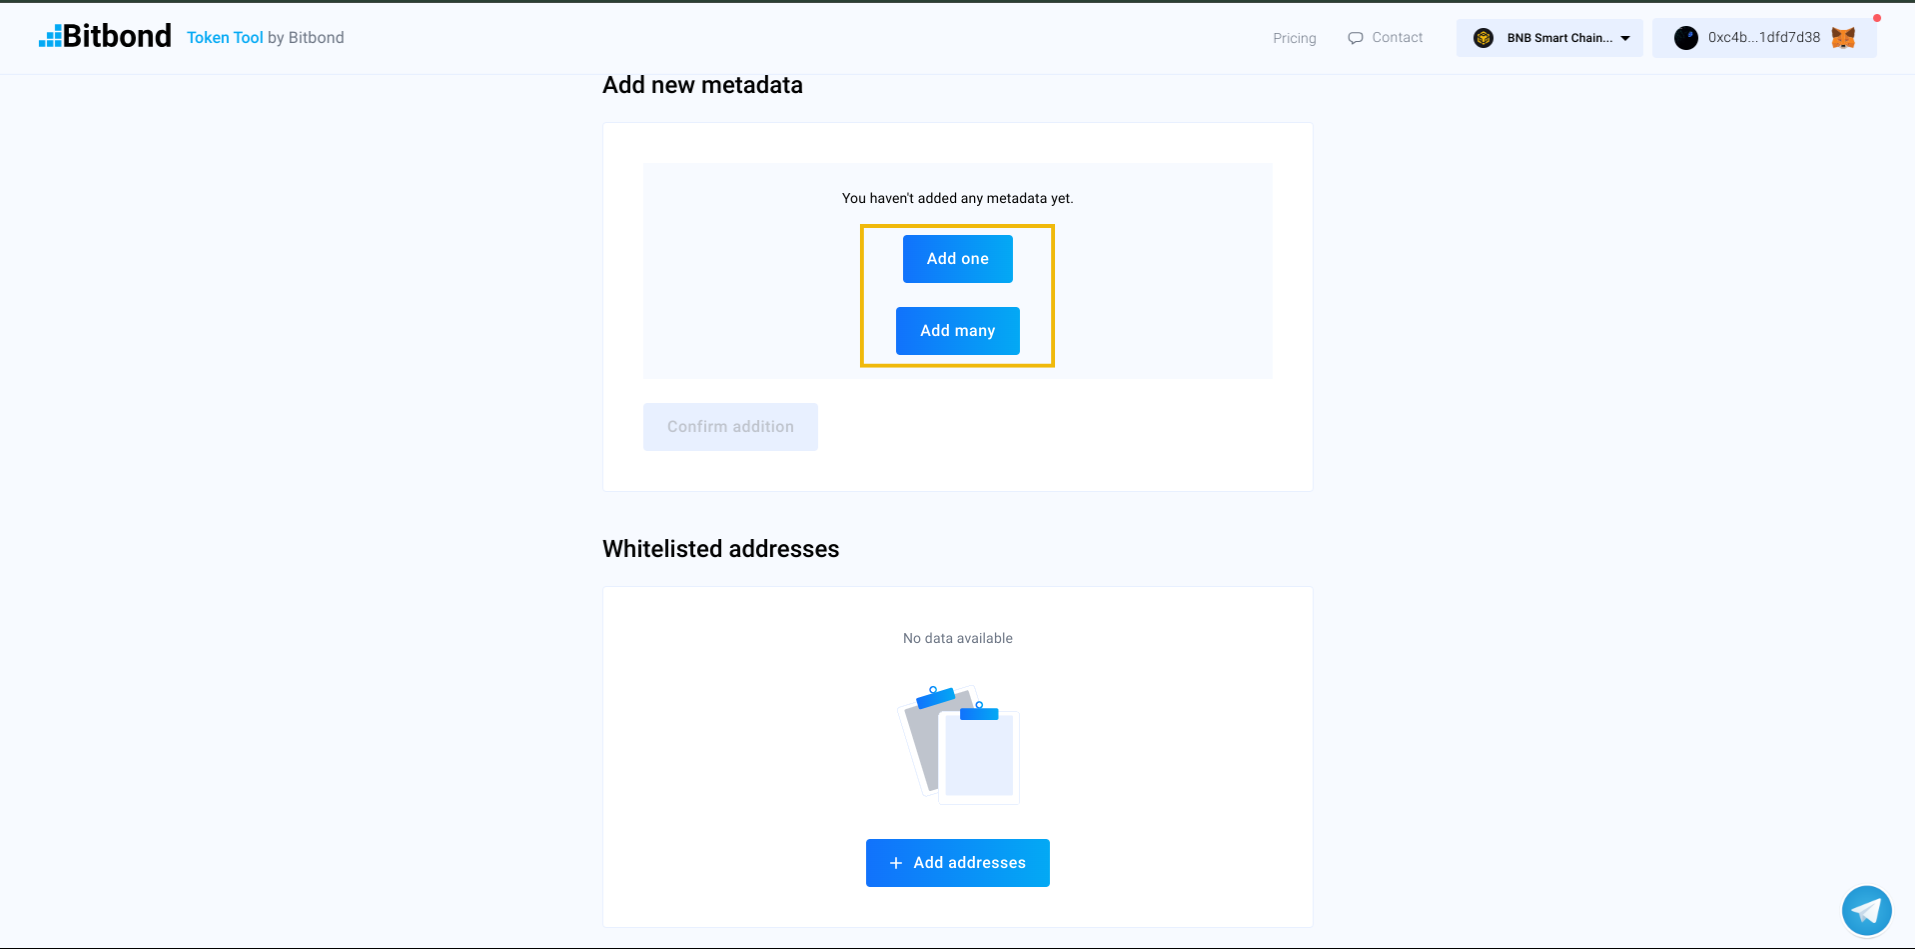 Bitbond Token Tool by Bitbond Pricing Contact BNB Smart Chain... 0xc4b...1dfd7d38
Add new metadata
You haven't added any metadata yet.
Add one
Add many
Confirm addition
Whitelisted addresses
No data available
+ Add addresses